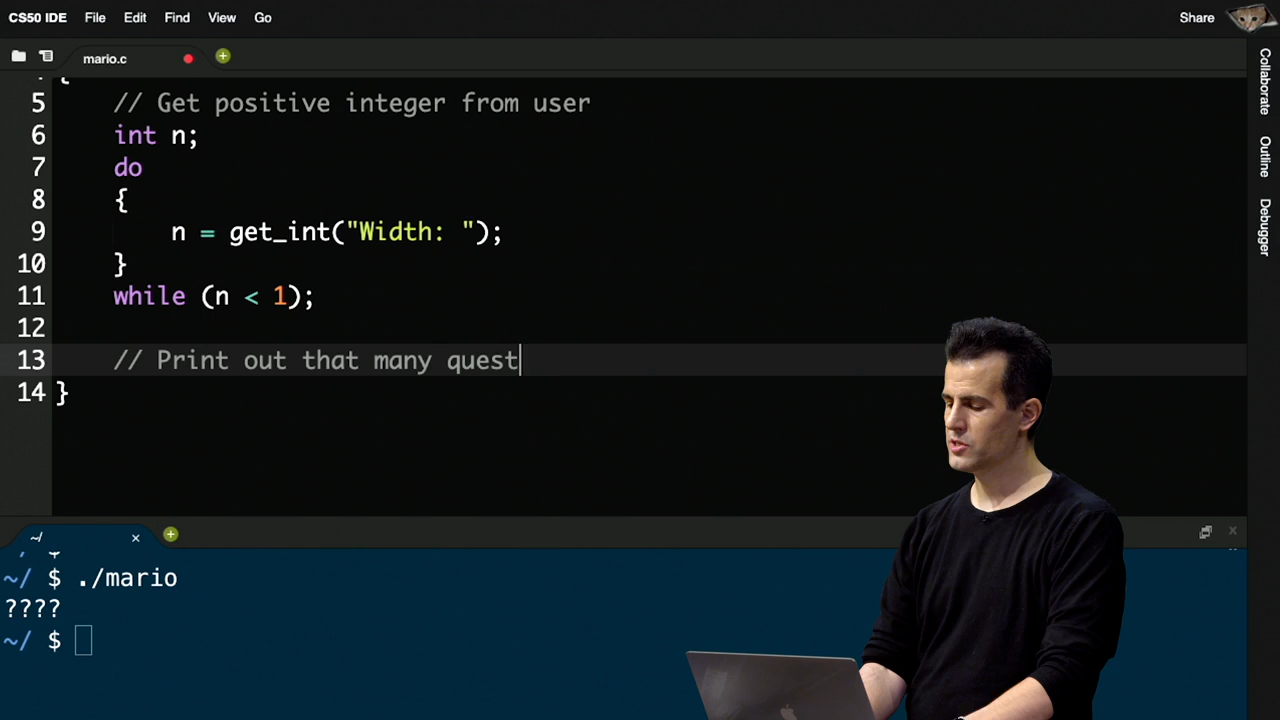 CS50 IDE File Edit Find View Go Share
mario.c
{
5 // Get positive integer from user
6 int n;
7 do
8 {
9 n = get_int("Width: ");
10 }
11 while (n < 1);
12
13 // Print out that many quest
14 }
Collaborate
Outline
Debugger
~/
~/ $
~/ $ ./mario
????
~/ $